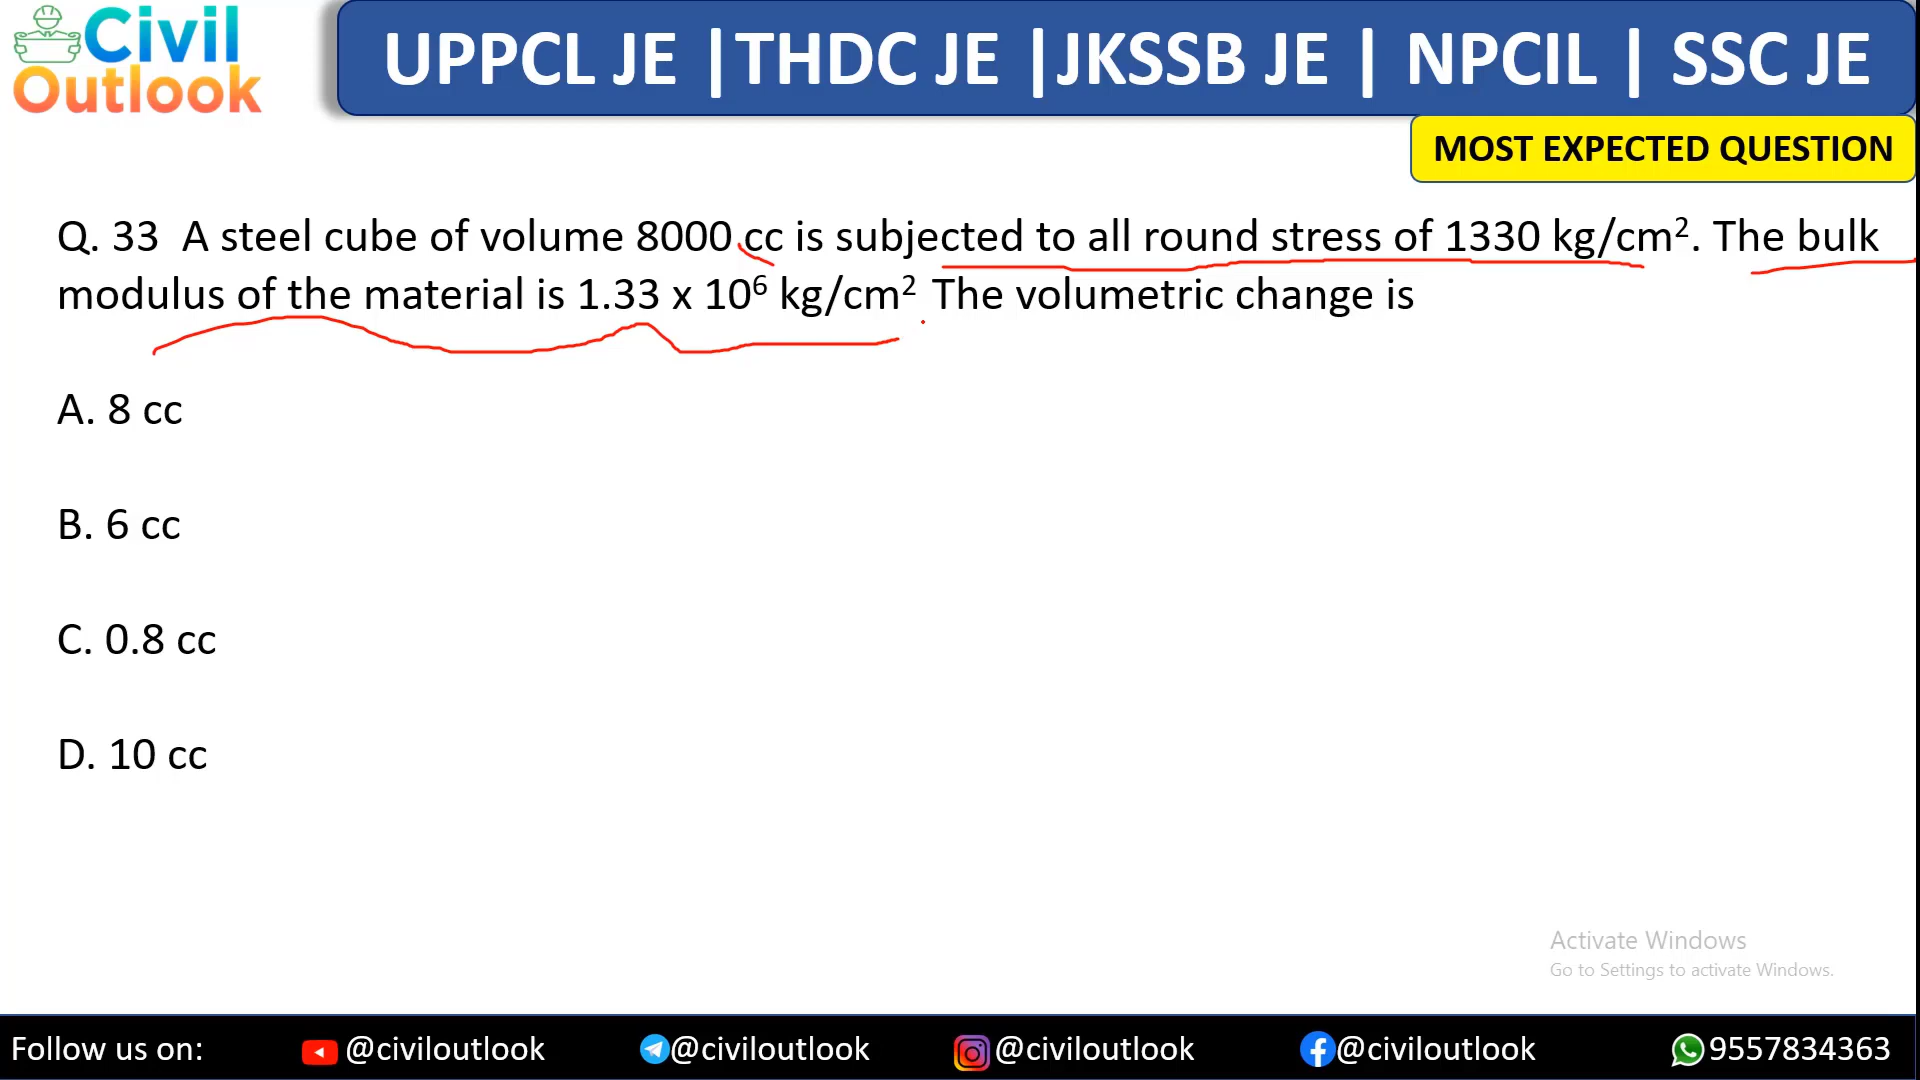 Civil
Outlook
UPPCL JE |THDC JE |JKSSB JE | NPCIL | SSC JE
MOST EXPECTED QUESTION
Q. 33 A steel cube of volume 8000 cc is subjected to all round stress of 1330 kg/cm². The bulk
modulus of the material is 1.33 x 10⁶ kg/cm² The volumetric change is
A. 8 cc
B. 6 cc
C. 0.8 cc
D. 10 cc
Activate Windows
Go to Settings to activate Windows.
Follow us on: @civiloutlook @civiloutlook @civiloutlook @civiloutlook 9557834363